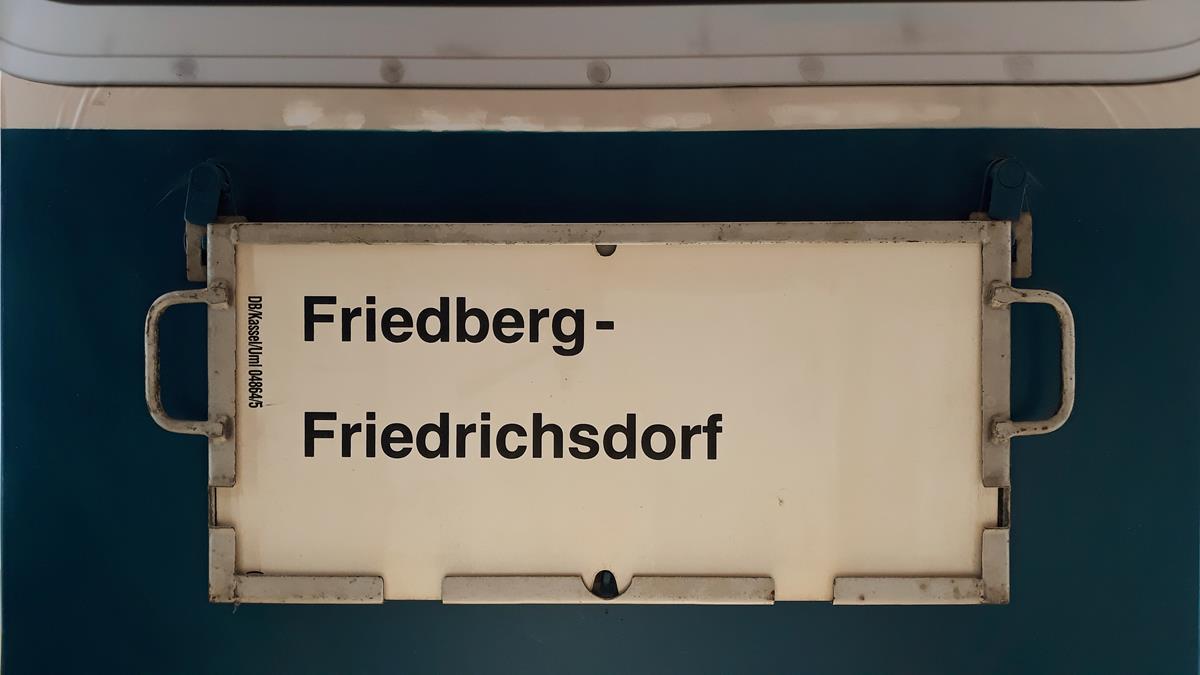 Friedberg-
Friedrichsdorf
DB/Kassel/Uml 04864/5